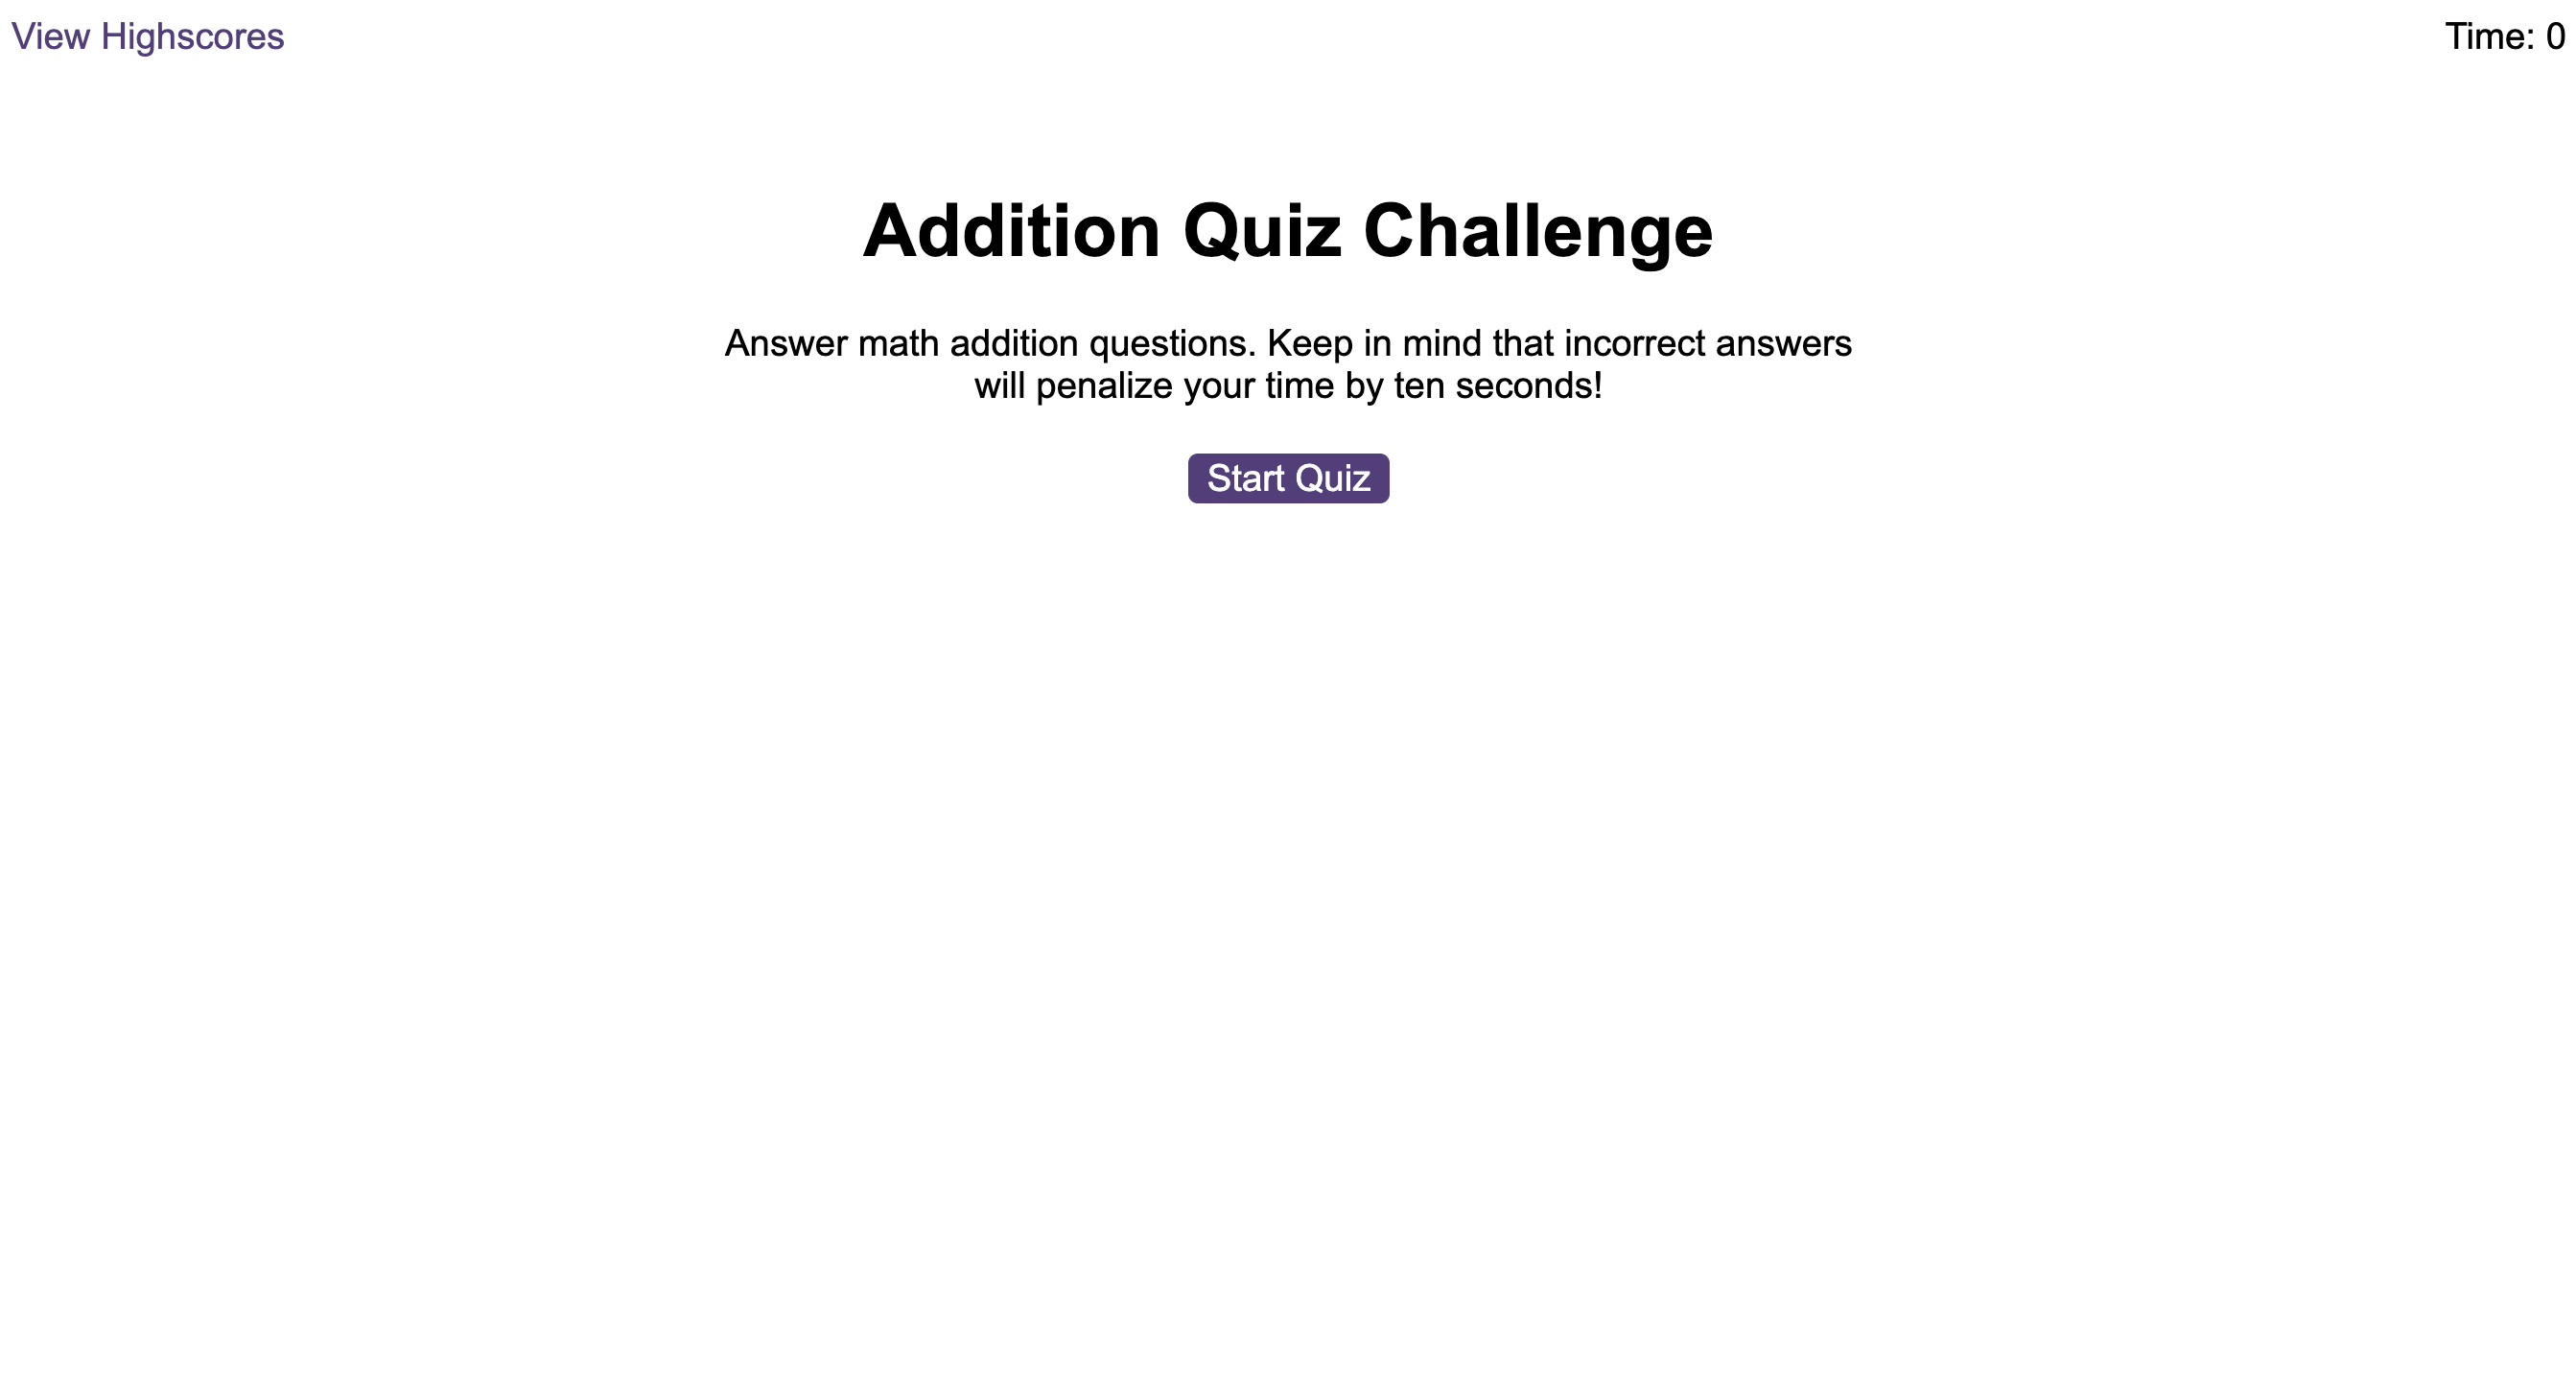 View Highscores
Time: 0
Addition Quiz Challenge
Answer math addition questions. Keep in mind that incorrect answers
will penalize your time by ten seconds!
Start Quiz